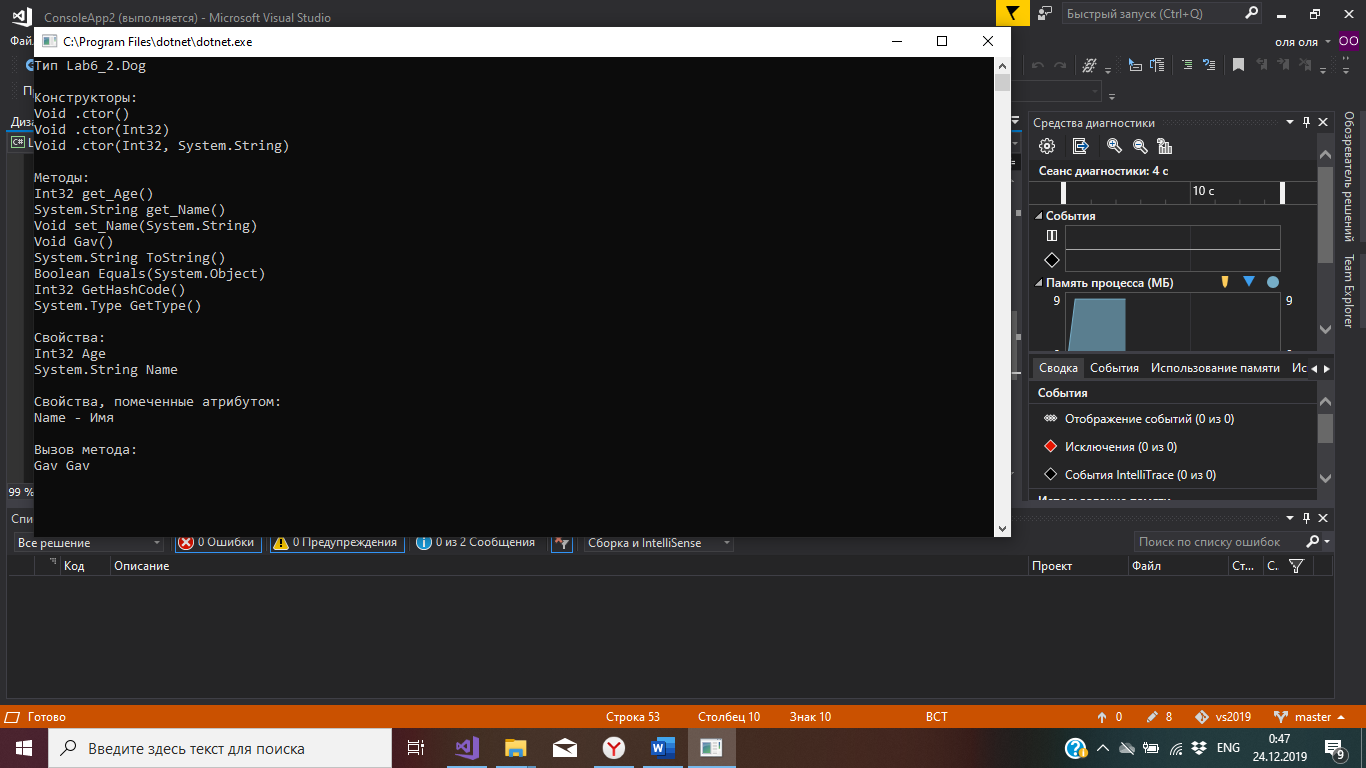 ConsoleApp2 (выполняется) - Microsoft Visual Studio
Быстрый запуск (Ctrl+Q)
оля оля
OO
C:\Program Files\dotnet\dotnet.exe
Тип Lab6_2.Dog
Конструкторы:
Void .ctor()
Void .ctor(Int32)
Void .ctor(Int32, System.String)
Методы:
Int32 get_Age()
System.String get_Name()
Void set_Name(System.String)
Void Gav()
System.String ToString()
Boolean Equals(System.Object)
Int32 GetHashCode()
System.Type GetType()
Свойства:
Int32 Age
System.String Name
Свойства, помеченные атрибутом:
Name - Имя
Вызов метода:
Gav Gav
99 %
Средства диагностики
Сеанс диагностики: 4 с
10 с
События
Память процесса (МБ)
9
9
Сводка События Использование памяти
События
Отображение событий (0 из 0)
Исключения (0 из 0)
События IntelliTrace (0 из 0)
Обозреватель решений
Team Explorer
Все решение
0 Ошибки
0 Предупреждения
0 из 2 Сообщения
Сборка и IntelliSense
Поиск по списку ошибок
Код Описание Проект Файл Ст... С..
Готово Строка 53 Столбец 10 Знак 10 ВСТ 0 8 vs2019 master
Введите здесь текст для поиска
ENG
0:47
24.12.2019
9